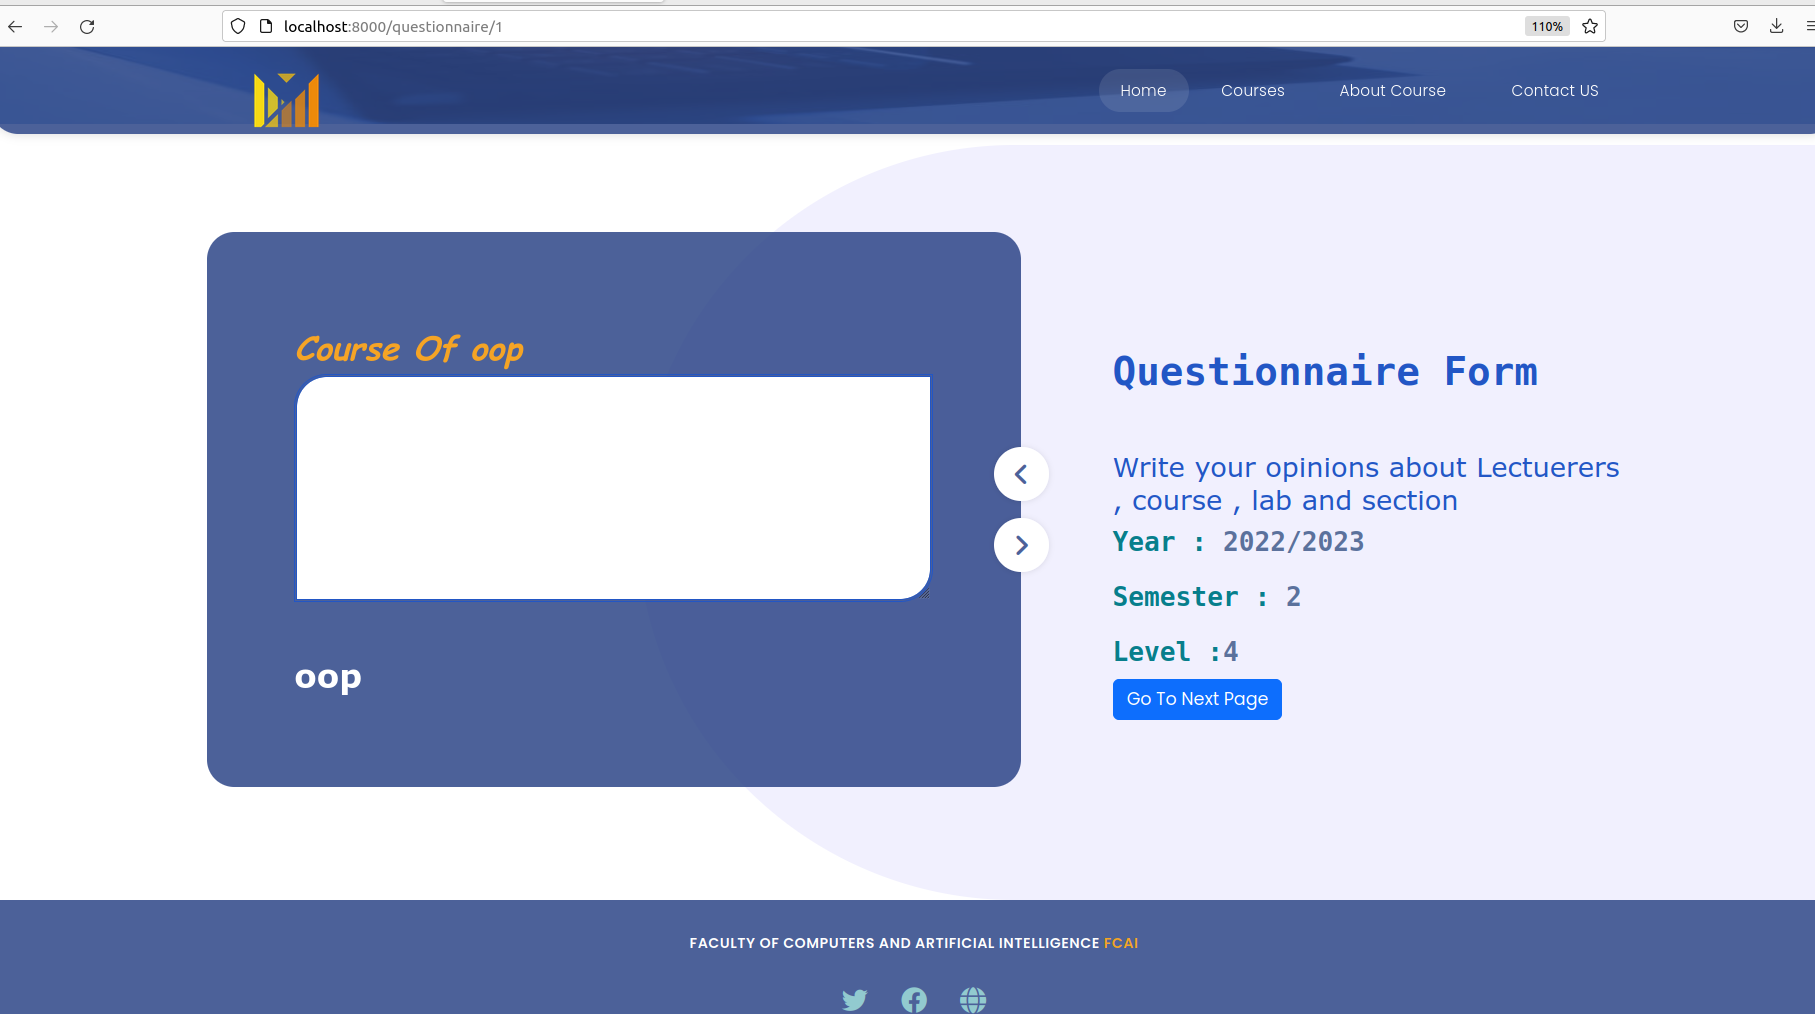 localhost:8000/questionnaire/1
110%
Home
Courses
About Course
Contact US
Course Of oop
oop
Questionnaire Form
Write your opinions about Lectuerers
, course , lab and section
Year : 2022/2023
Semester : 2
Level :4
Go To Next Page
FACULTY OF COMPUTERS AND ARTIFICIAL INTELLIGENCE FCAI